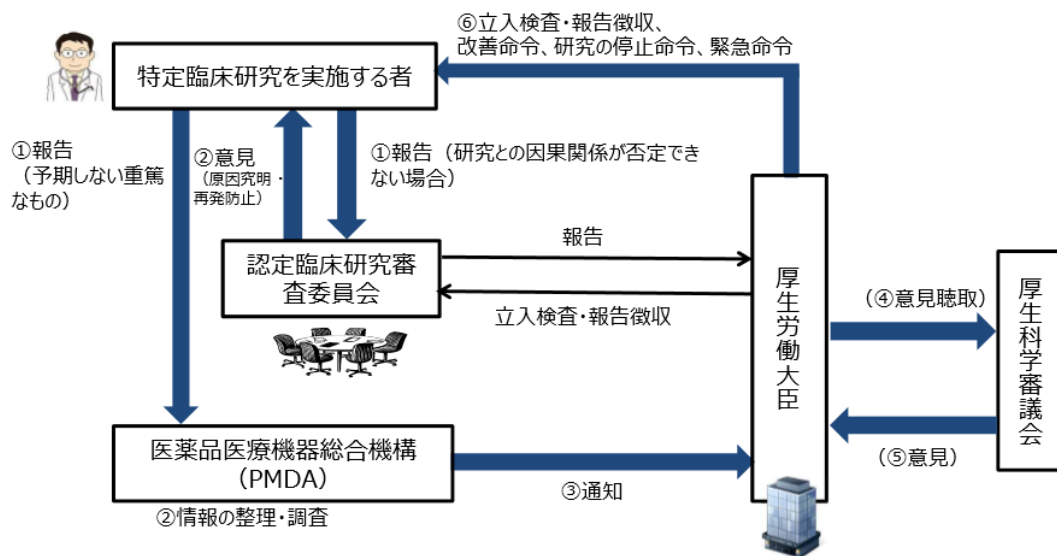 ⑥立入検査・報告徴収、
改善命令、研究の停止命令、緊急命令
特定臨床研究を実施する者
①報告
（予期しない重篤
なもの）
②意見
（原因究明・
再発防止）
①報告（研究との因果関係が否定でき
ない場合）
認定臨床研究審
査委員会
報告
立入検査・報告徴収
厚生労働大臣
（④意見聴取）
厚生科学審議会
（⑤意見）
医薬品医療機器総合機構
（PMDA）
③通知
②情報の整理・調査